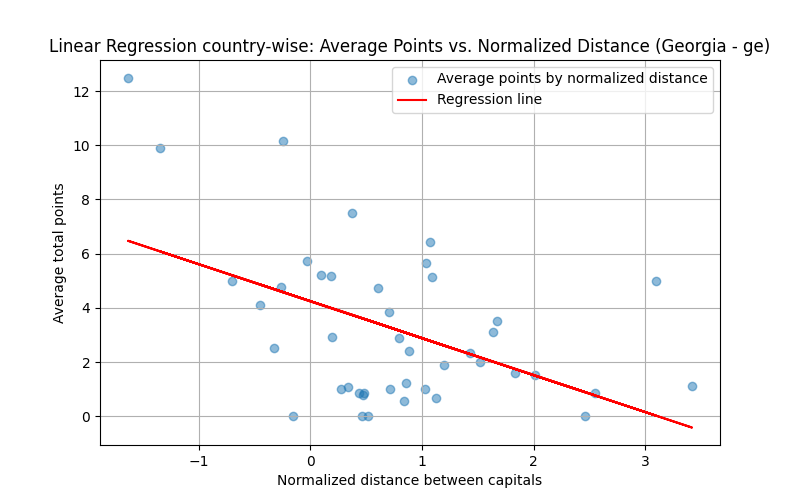 Linear Regression country-wise: Average Points vs. Normalized Distance (Georgia - ge)
Average points by normalized distance
Regression line
Average total points
12
10
8
6
4
2
0
−1
0
1
2
3
Normalized distance between capitals